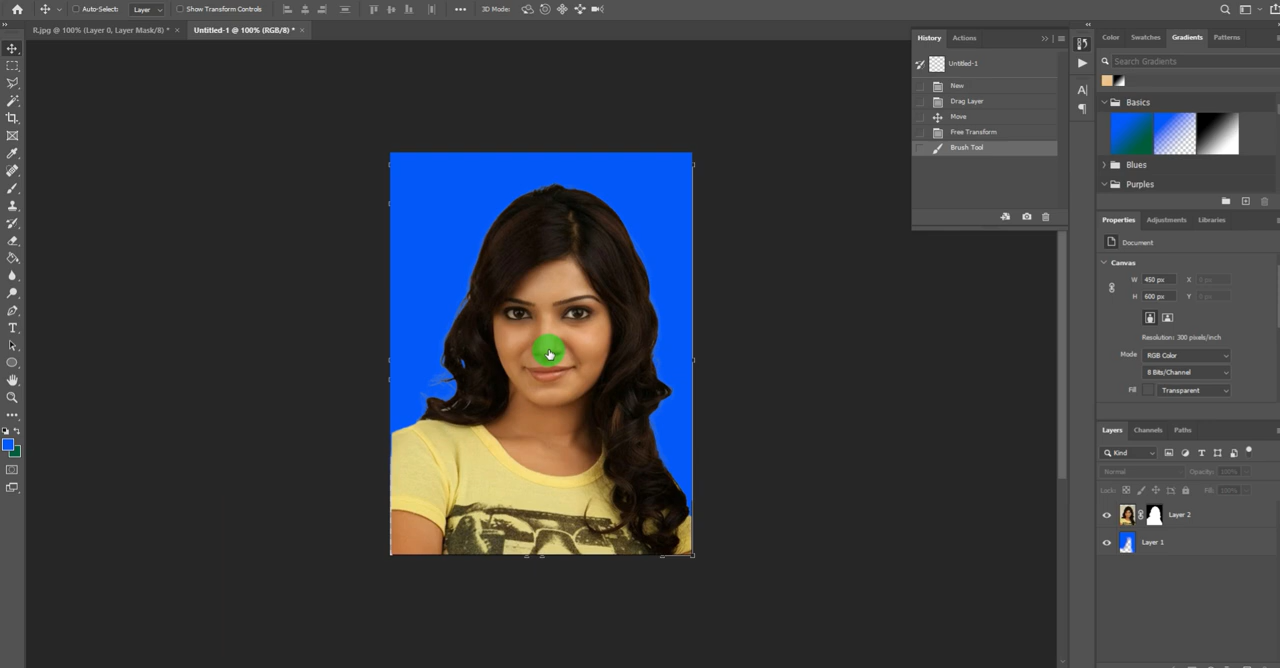 Auto-Select: Layer Show Transform Controls 3D Mode:
R.jpg @ 100% (Layer 0, Layer Mask/8) * × Untitled-1 @ 100% (RGB/8) * ×
History Actions
Untitled-1
New
Drag Layer
Move
Free Transform
Brush Tool
Color Swatches Gradients Patterns
Search Gradients
Basics
Blues
Purples
Properties Adjustments Libraries
Document
Canvas
W 450 px X 0 px
H 600 px Y 0 px
Resolution: 300 pixels/inch
Mode RGB Color
8 Bits/Channel
Fill Transparent
Layers Channels Paths
Kind
Normal Opacity: 100%
Lock: Fill: 100%
Layer 2
Layer 1